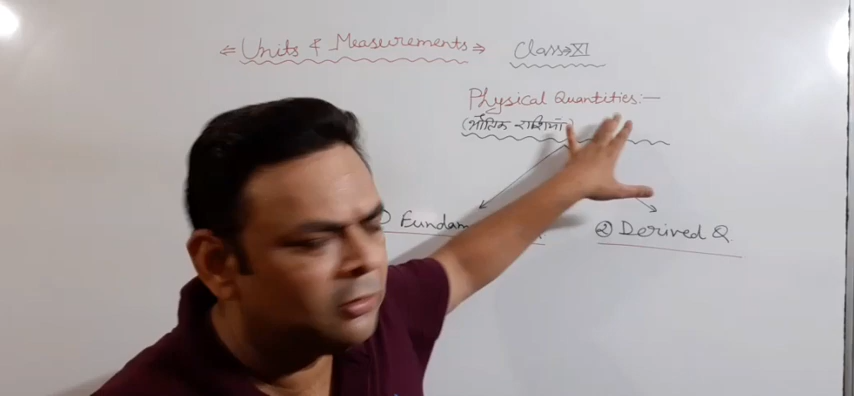 ⇐ Units & Measurements ⇒ Class⇒XI
Physical Quantities:—
(भौतिक राशियाँ)
② Derived Q.